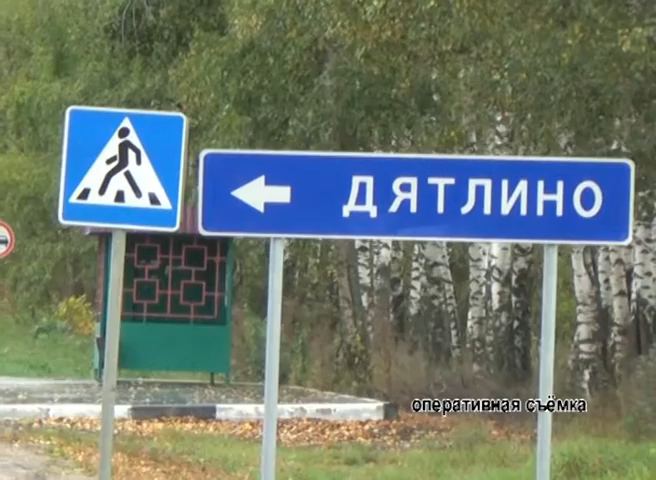 ДЯТЛИНО
оперативная съёмка